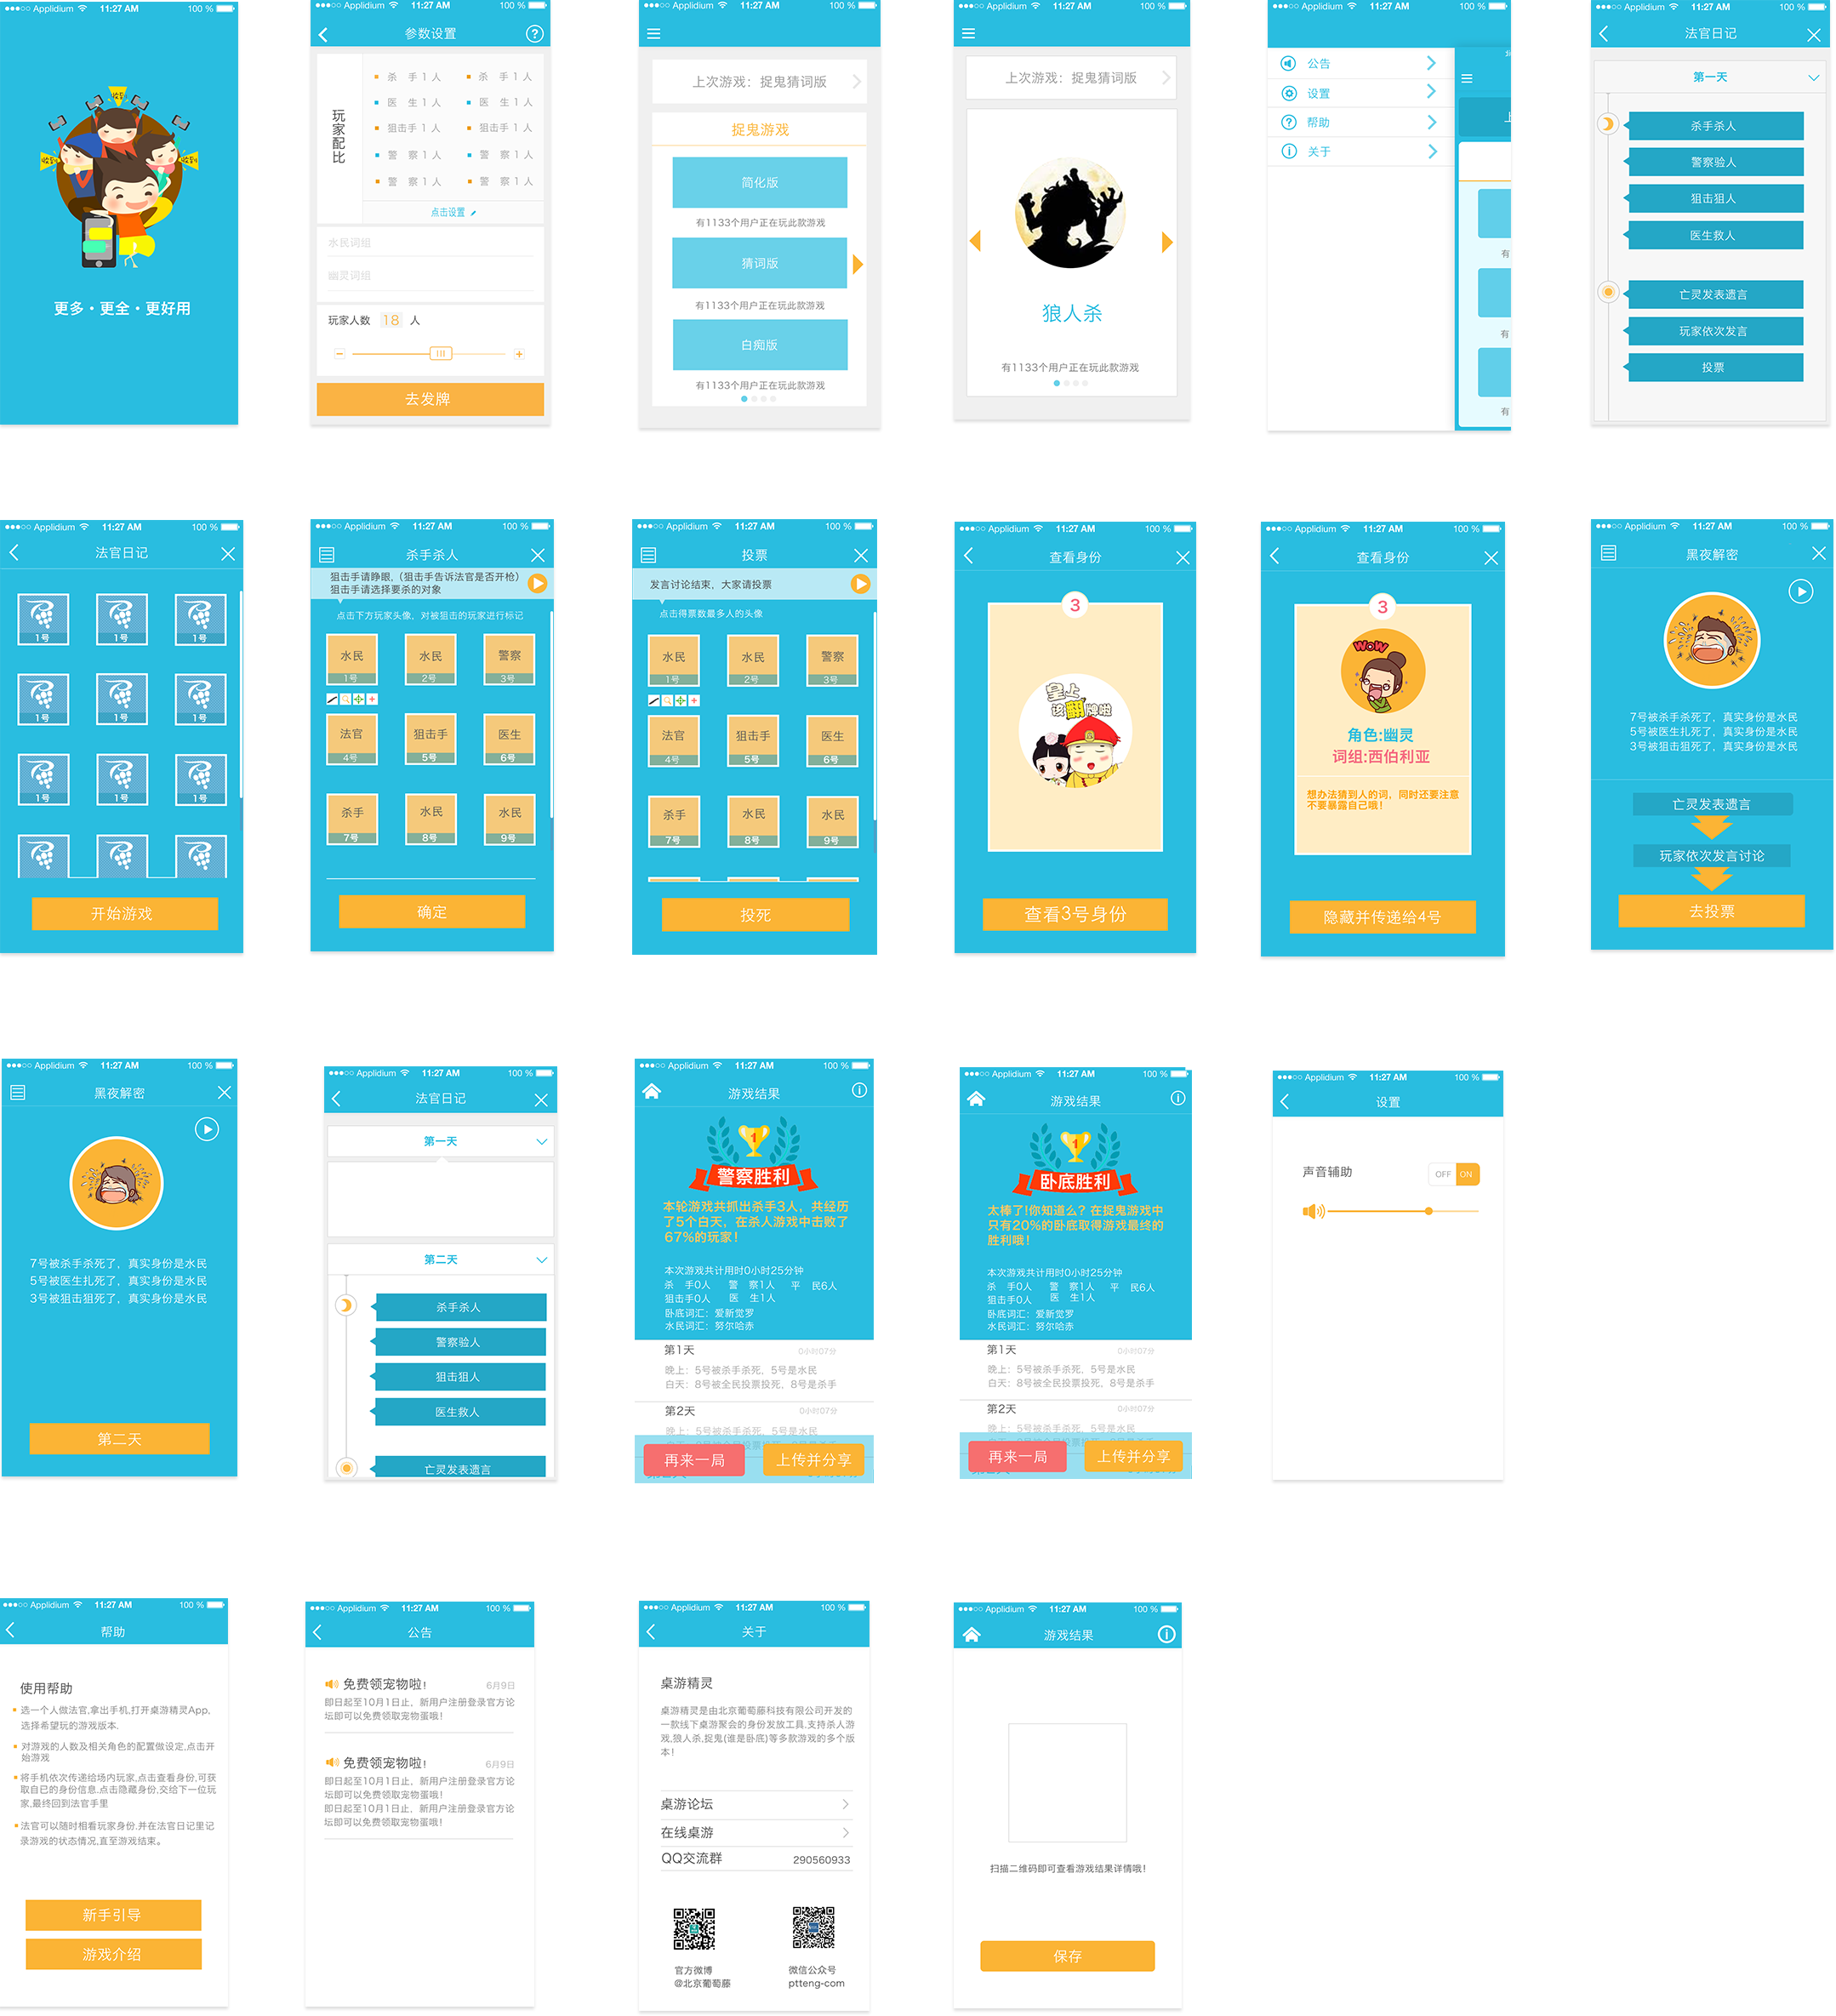 ●●●○○ Applidium 11:27 AM 100 %
收到
收到
收到
更多・更全・更好用
●●●○○ Applidium 11:27 AM 100 %
参数设置
玩家配比
杀 手 1 人 杀 手 1 人
医 生 1 人 医 生 1 人
狙击手 1 人 狙击手 1 人
警 察 1 人 警 察 1 人
警 察 1 人 警 察 1 人
点击设置
水民词组
幽灵词组
玩家人数 18 人
去发牌
●●●○○ Applidium 11:27 AM 100 %
上次游戏：捉鬼猜词版
捉鬼游戏
简化版
有1133个用户正在玩此款游戏
猜词版
有1133个用户正在玩此款游戏
白痴版
有1133个用户正在玩此款游戏
●●●○○ Applidium 11:27 AM 100 %
上次游戏：捉鬼猜词版
狼人杀
有1133个用户正在玩此款游戏
●●●○○ Applidium 11:27 AM 100 %
公告
设置
帮助
关于
上
有
有
有
●●●○○ Applidium 11:27 AM 100 %
法官日记
第一天
杀手杀人
警察验人
狙击狙人
医生救人
亡灵发表遗言
玩家依次发言
投票
●●●○○ Applidium 11:27 AM 100 %
法官日记
1号 1号 1号
1号 1号 1号
1号 1号 1号
开始游戏
●●●○○ Applidium 11:27 AM 100 %
杀手杀人
狙击手请睁眼，（狙击手告诉法官是否开枪）
狙击手请选择要杀的对象
点击下方玩家头像，对被狙击的玩家进行标记
水民 水民 警察
1号 2号 3号
法官 狙击手 医生
4号 5号 6号
杀手 水民 水民
7号 8号 9号
确定
●●●○○ Applidium 11:27 AM 100 %
投票
发言讨论结束，大家请投票
点击得票数最多人的头像
水民 水民 警察
1号 2号 3号
法官 狙击手 医生
4号 5号 6号
杀手 水民 水民
7号 8号 9号
投死
●●●○○ Applidium 11:27 AM 100 %
查看身份
3
皇上
该翻牌啦
查看3号身份
●●●○○ Applidium 11:27 AM 100 %
查看身份
3
WOW
角色:幽灵
词组:西伯利亚
想办法猜到人的词，同时还要注意
不要暴露自己哦！
隐藏并传递给4号
●●●○○ Applidium 11:27 AM 100 %
黑夜解密
7号被杀手杀死了，真实身份是水民
5号被医生扎死了，真实身份是水民
3号被狙击狙死了，真实身份是水民
亡灵发表遗言
玩家依次发言讨论
去投票
●●●○○ Applidium 11:27 AM 100 %
黑夜解密
7号被杀手杀死了，真实身份是水民
5号被医生扎死了，真实身份是水民
3号被狙击狙死了，真实身份是水民
第二天
●●●○○ Applidium 11:27 AM 100 %
法官日记
第一天
第二天
杀手杀人
警察验人
狙击狙人
医生救人
亡灵发表遗言
●●●○○ Applidium 11:27 AM 100 %
游戏结果
1
警察胜利
本轮游戏共抓出杀手3人，共经历
了5个白天，在杀人游戏中击败了
67%的玩家！
本次游戏共计用时0小时25分钟
杀 手0人 警 察1人 平 民6人
狙击手0人 医 生1人
卧底词汇：爱新觉罗
水民词汇：努尔哈赤
第1天 0小时07分
晚上：5号被杀手杀死，5号是水民
白天：8号被全民投票投死，8号是杀手
第2天 0小时07分
晚上：5号被杀手杀死，5号是水民
再来一局 上传并分享
●●●○○ Applidium 11:27 AM 100 %
游戏结果
1
卧底胜利
太棒了！你知道么？在捉鬼游戏中
只有20%的卧底取得游戏最终的
胜利哦！
本次游戏共计用时0小时25分钟
杀 手0人 警 察1人 平 民6人
狙击手0人 医 生1人
卧底词汇：爱新觉罗
水民词汇：努尔哈赤
第1天 0小时07分
晚上：5号被杀手杀死，5号是水民
白天：8号被全民投票投死，8号是杀手
第2天 0小时07分
晚上：5号被杀手杀死，5号是水民
再来一局 上传并分享
●●●○○ Applidium 11:27 AM 100 %
设置
声音辅助 OFF ON
●●●○○ Applidium 11:27 AM 100 %
帮助
使用帮助
选一个人做法官,拿出手机,打开桌游精灵App,
选择希望玩的游戏版本.
对游戏的人数及相关角色的配置做设定,点击开
始游戏
将手机依次传递给场内玩家,点击查看身份,可获
取自己的身份信息,点击隐藏身份,交给下一位玩
家,最终回到法官手里
法官可以随时相看玩家身份.并在法官日记里记
录游戏的状态情况,直至游戏结束。
新手引导
游戏介绍
●●●○○ Applidium 11:27 AM 100 %
公告
免费领宠物啦! 6月9日
即日起至10月1日止，新用户注册登录官方论
坛即可以免费领取宠物蛋哦！
免费领宠物啦! 6月9日
即日起至10月1日止，新用户注册登录官方论
坛即可以免费领取宠物蛋哦！
即日起至10月1日止，新用户注册登录官方论
坛即可以免费领取宠物蛋哦！
●●●○○ Applidium 11:27 AM 100 %
关于
桌游精灵
桌游精灵是由北京葡萄藤科技有限公司开发的
一款线下桌游聚会的身份发放工具.支持杀人游
戏,狼人杀,捉鬼(谁是卧底)等多款游戏的多个版
本！
桌游论坛
在线桌游
QQ交流群 290560933
官方微博 微信公众号
@北京葡萄藤 ptteng-com
●●●○○ Applidium 11:27 AM 100 %
游戏结果
扫描二维码即可查看游戏结果详情哦！
保存